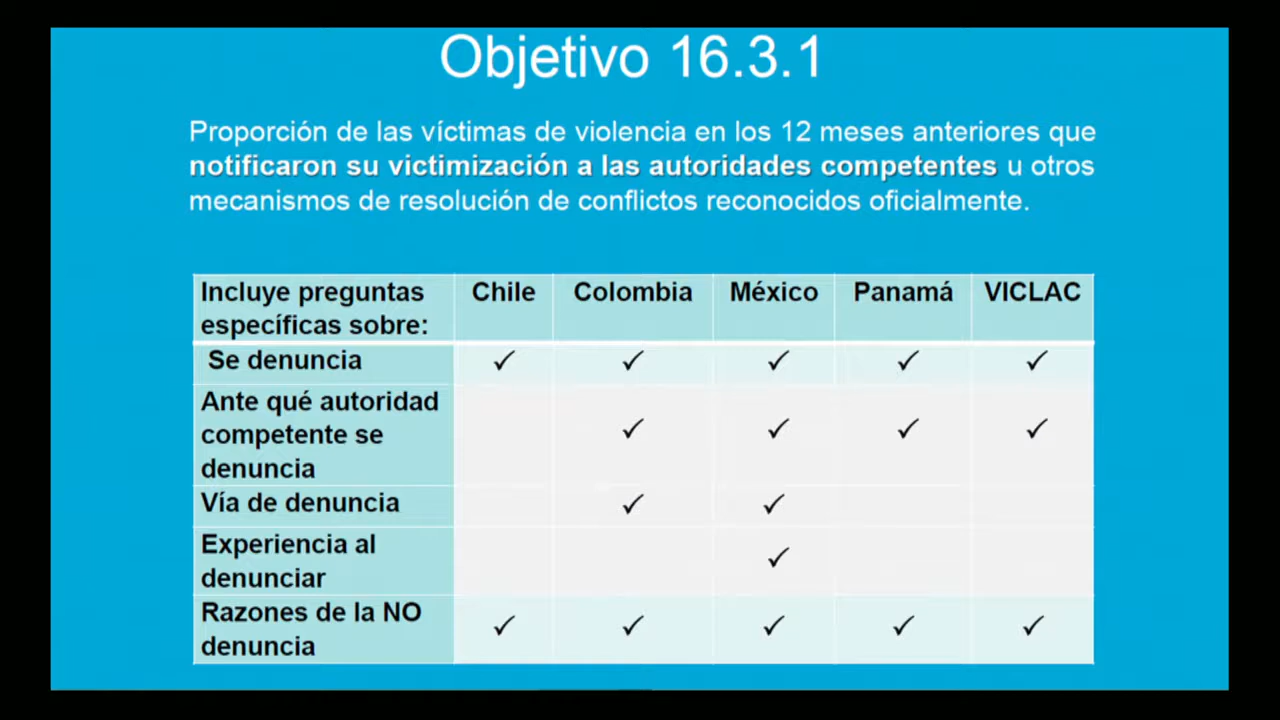 Objetivo 16.3.1
Proporción de las víctimas de violencia en los 12 meses anteriores que
notificaron su victimización a las autoridades competentes u otros
mecanismos de resolución de conflictos reconocidos oficialmente.
Incluye preguntas
específicas sobre:
Chile
Colombia
México
Panamá
VICLAC
Se denuncia ✓ ✓ ✓ ✓ ✓
Ante qué autoridad
competente se
denuncia
✓ ✓ ✓ ✓
Vía de denuncia ✓ ✓
Experiencia al
denunciar
✓
Razones de la NO
denuncia
✓ ✓ ✓ ✓ ✓